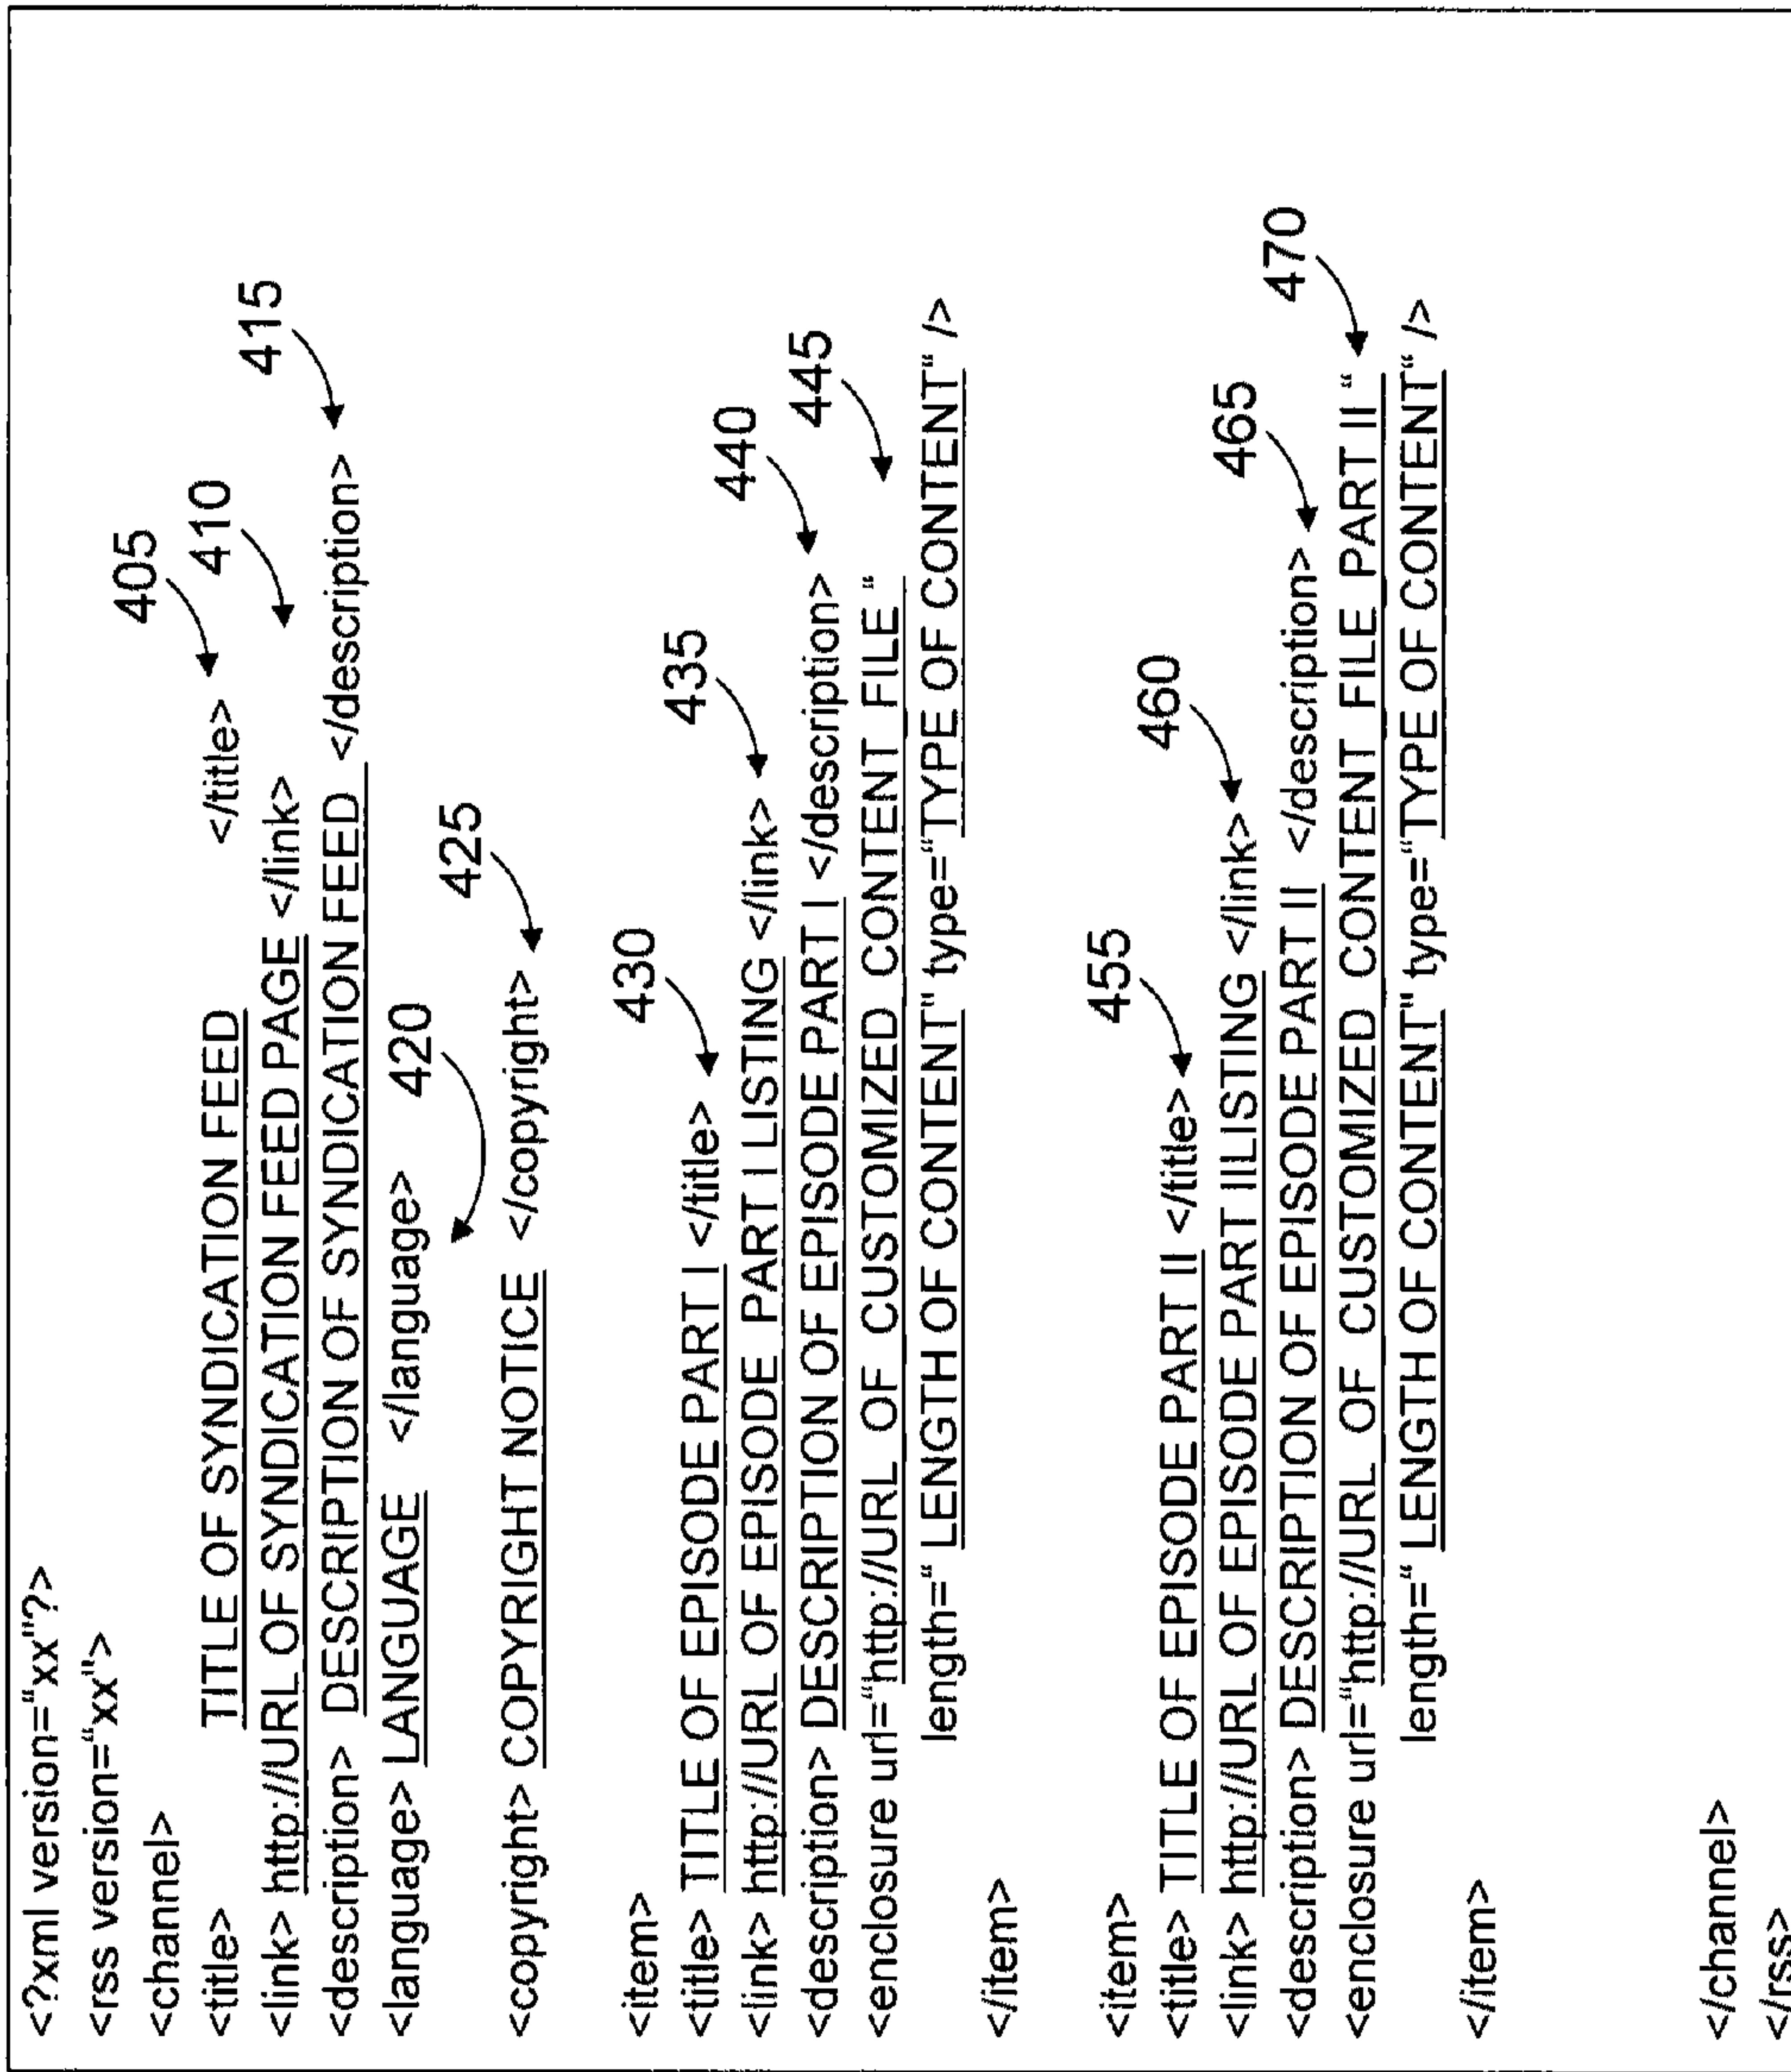 <?xml version=“xx"?>
<rss version=“xx">
<channel>
<title> TITLE OF SYNDICATION FEED </title> 405
<link> http://URL OF SYNDICATION FEED PAGE </link> 410
<description> DESCRIPTION OF SYNDICATION FEED </description> 415
<language> LANGUAGE </language> 420
<copyright> COPYRIGHT NOTICE </copyright> 425
<item>
<title> TITLE OF EPISODE PART I </title> 430
<link> http://URL OF EPISODE PART I LISTING </link> 435
<description> DESCRIPTION OF EPISODE PART I </description> 440
<enclosure url=“http://URL OF CUSTOMIZED CONTENT FILE “ 445
length=“ LENGTH OF CONTENT" type=“TYPE OF CONTENT“ />
</item>
<item>
<title> TITLE OF EPISODE PART II </title> 455
<link> http://URL OF EPISODE PART IILISTING </link> 460
<description> DESCRIPTION OF EPISODE PART II </description> 465
<enclosure url=“http://URL OF CUSTOMIZED CONTENT FILE PART II “ 470
length=“ LENGTH OF CONTENT" type=“TYPE OF CONTENT“ />
</item>
</channel>
</rss>